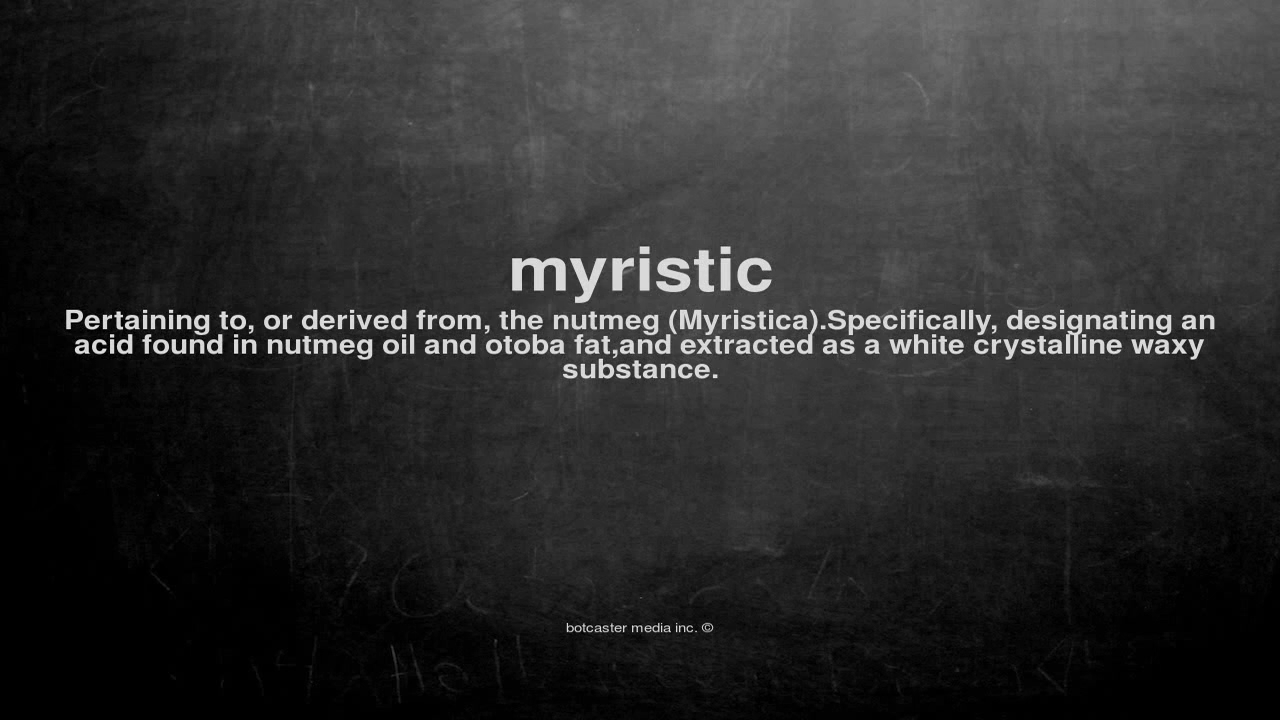 myristic
Pertaining to, or derived from, the nutmeg (Myristica).Specifically, designating an
acid found in nutmeg oil and otoba fat,and extracted as a white crystalline waxy
substance.
botcaster media inc. ©